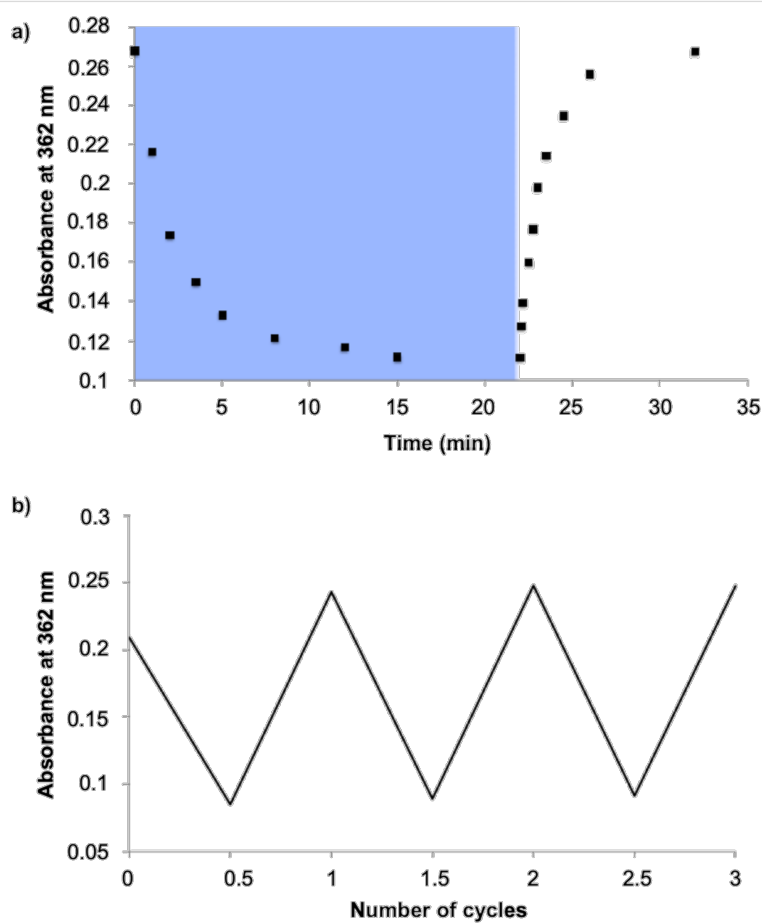 a)
Absorbance at 362 nm
0.28
0.26
0.24
0.22
0.2
0.18
0.16
0.14
0.12
0.1
0 5 10 15 20 25 30 35
Time (min)
b)
Absorbance at 362 nm
0.3
0.25
0.2
0.15
0.1
0.05
0 0.5 1 1.5 2 2.5 3
Number of cycles